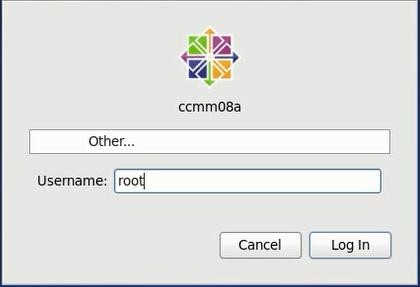 ccmm08a
Other...
Username: root
Cancel Log In